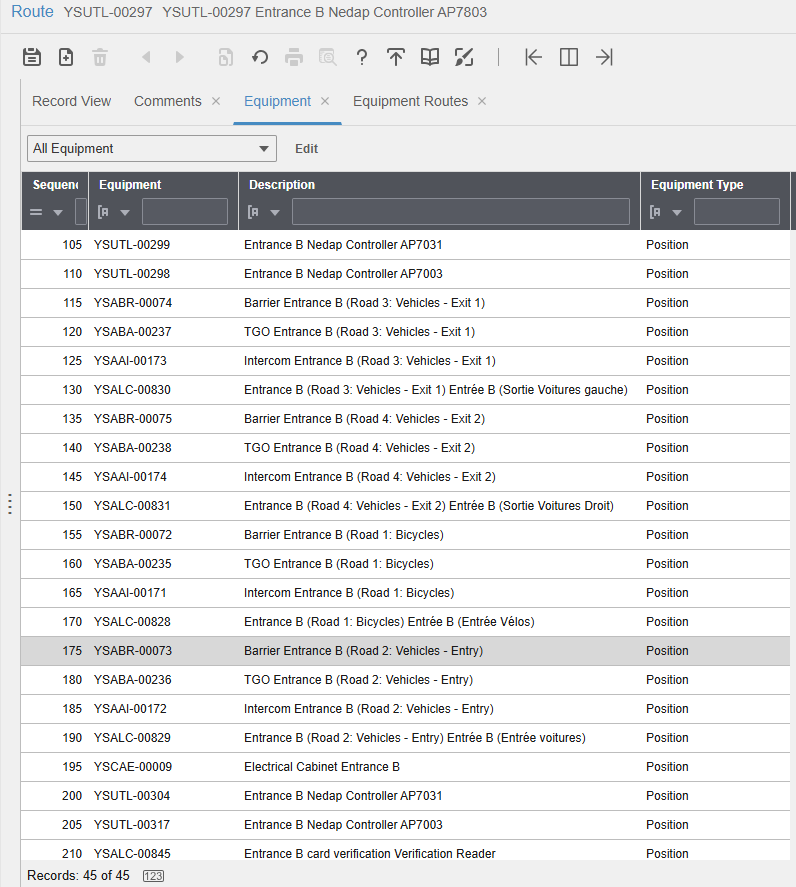 Route YSUTL-00297 YSUTL-00297 Entrance B Nedap Controller AP7803
Record View Comments Equipment Equipment Routes
All Equipment Edit
Sequenc Equipment Description Equipment Type
105 YSUTL-00299 Entrance B Nedap Controller AP7031 Position
110 YSUTL-00298 Entrance B Nedap Controller AP7003 Position
115 YSABR-00074 Barrier Entrance B (Road 3: Vehicles - Exit 1) Position
120 YSABA-00237 TGO Entrance B (Road 3: Vehicles - Exit 1) Position
125 YSAAI-00173 Intercom Entrance B (Road 3: Vehicles - Exit 1) Position
130 YSALC-00830 Entrance B (Road 3: Vehicles - Exit 1) Entrée B (Sortie Voitures gauche) Position
135 YSABR-00075 Barrier Entrance B (Road 4: Vehicles - Exit 2) Position
140 YSABA-00238 TGO Entrance B (Road 4: Vehicles - Exit 2) Position
145 YSAAI-00174 Intercom Entrance B (Road 4: Vehicles - Exit 2) Position
150 YSALC-00831 Entrance B (Road 4: Vehicles - Exit 2) Entrée B (Sortie Voitures Droit) Position
155 YSABR-00072 Barrier Entrance B (Road 1: Bicycles) Position
160 YSABA-00235 TGO Entrance B (Road 1: Bicycles) Position
165 YSAAI-00171 Intercom Entrance B (Road 1: Bicycles) Position
170 YSALC-00828 Entrance B (Road 1: Bicycles) Entrée B (Entrée Vélos) Position
175 YSABR-00073 Barrier Entrance B (Road 2: Vehicles - Entry) Position
180 YSABA-00236 TGO Entrance B (Road 2: Vehicles - Entry) Position
185 YSAAI-00172 Intercom Entrance B (Road 2: Vehicles - Entry) Position
190 YSALC-00829 Entrance B (Road 2: Vehicles - Entry) Entrée B (Entrée voitures) Position
195 YSCAE-00009 Electrical Cabinet Entrance B Position
200 YSUTL-00304 Entrance B Nedap Controller AP7031 Position
205 YSUTL-00317 Entrance B Nedap Controller AP7003 Position
210 YSALC-00845 Entrance B card verification Verification Reader Position
Records: 45 of 45 123